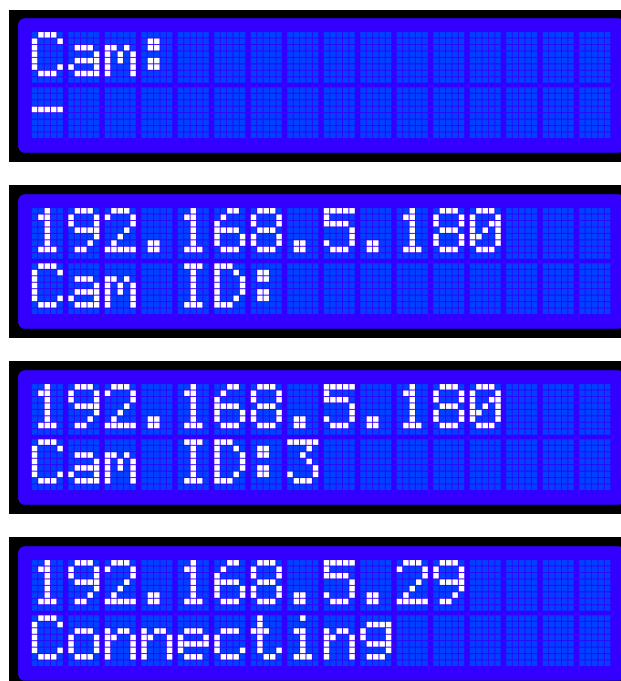 Cam:
_
192.168.5.180
Cam ID:
192.168.5.180
Cam ID:3
192.168.5.29
Connecting